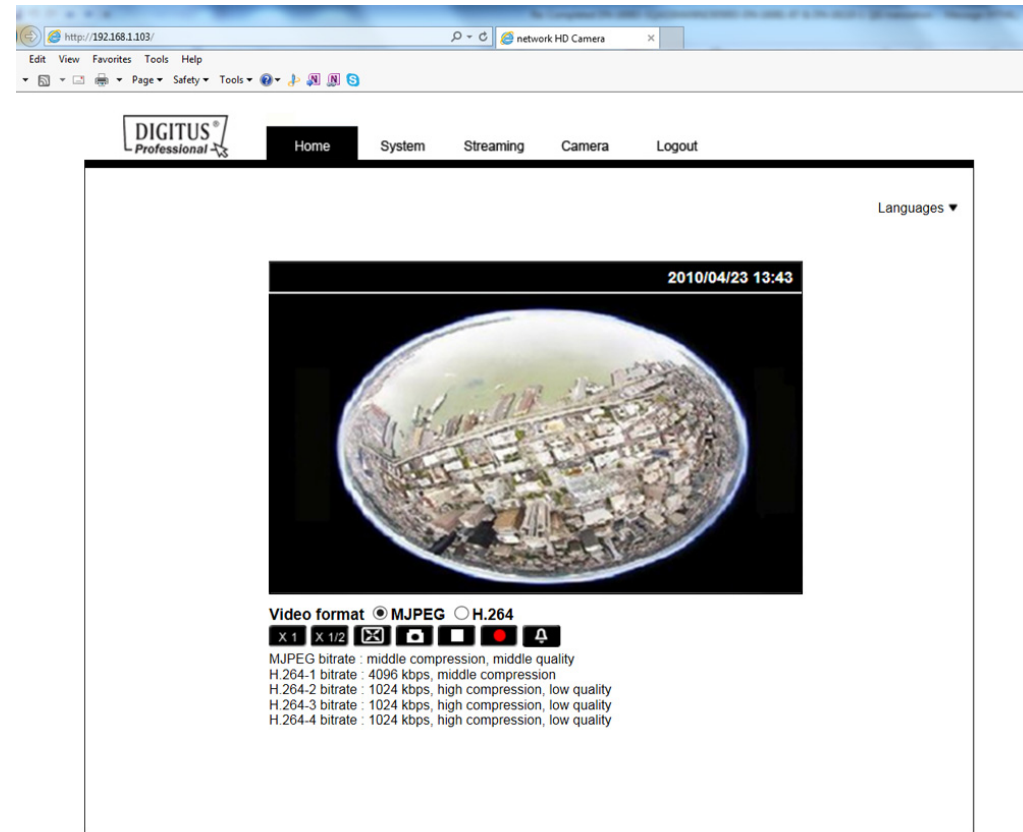 http://192.168.1.103/
network HD Camera
Edit View Favorites Tools Help
Page Safety Tools
DIGITUS®
Professional
Home System Streaming Camera Logout
Languages ▼
2010/04/23 13:43
Video format MJPEG H.264
X 1 X 1/2
MJPEG bitrate : middle compression, middle quality
H.264-1 bitrate : 4096 kbps, middle compression
H.264-2 bitrate : 1024 kbps, high compression, low quality
H.264-3 bitrate : 1024 kbps, high compression, low quality
H.264-4 bitrate : 1024 kbps, high compression, low quality